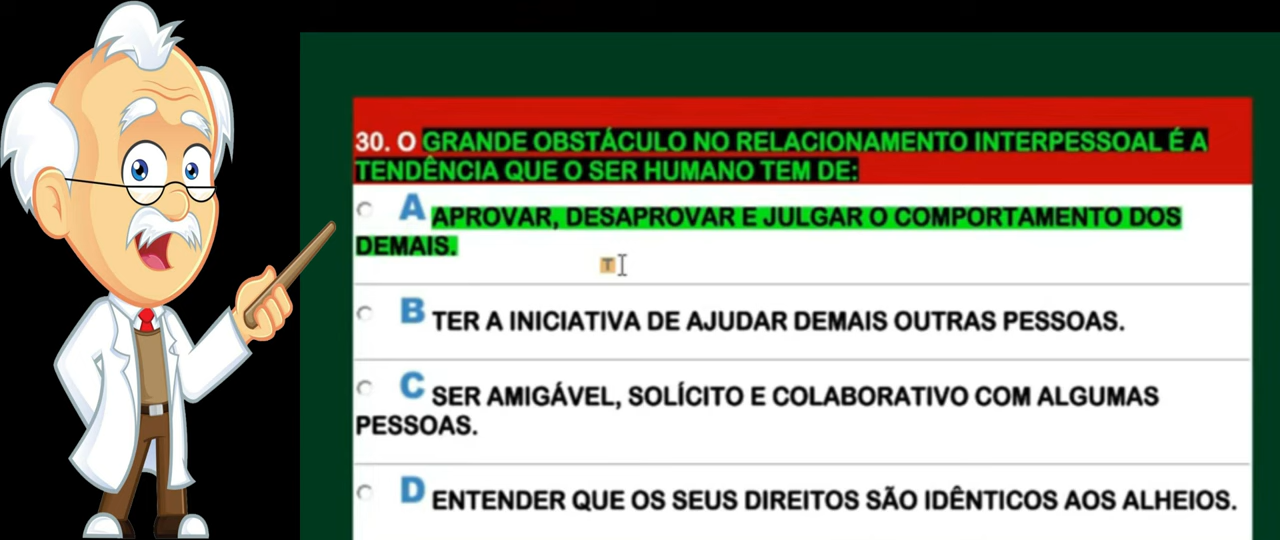 30. O GRANDE OBSTÁCULO NO RELACIONAMENTO INTERPESSOAL É A
TENDÊNCIA QUE O SER HUMANO TEM DE:
A APROVAR, DESAPROVAR E JULGAR O COMPORTAMENTO DOS
DEMAIS.
T
B TER A INICIATIVA DE AJUDAR DEMAIS OUTRAS PESSOAS.
C SER AMIGÁVEL, SOLÍCITO E COLABORATIVO COM ALGUMAS
PESSOAS.
D ENTENDER QUE OS SEUS DIREITOS SÃO IDÊNTICOS AOS ALHEIOS.